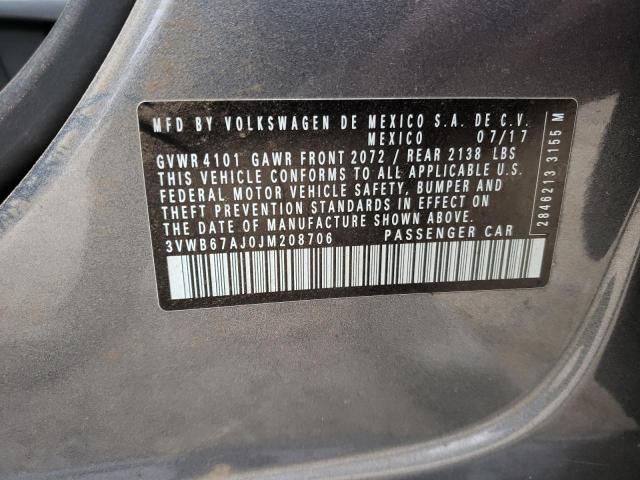 MFD BY VOLKSWAGEN DE MEXICO S.A. DE C.V.
MEXICO 07/17
GVWR 4101 GAWR FRONT 2072 / REAR 2138 LBS
THIS VEHICLE CONFORMS TO ALL APPLICABLE U.S.
FEDERAL MOTOR VEHICLE SAFETY, BUMPER AND
THEFT PREVENTION STANDARDS IN EFFECT ON
THE DATE OF MANUFACTURE SHOWN ABOVE.
3VWB67AJ0JM208706 PASSENGER CAR
2846213 3155 M